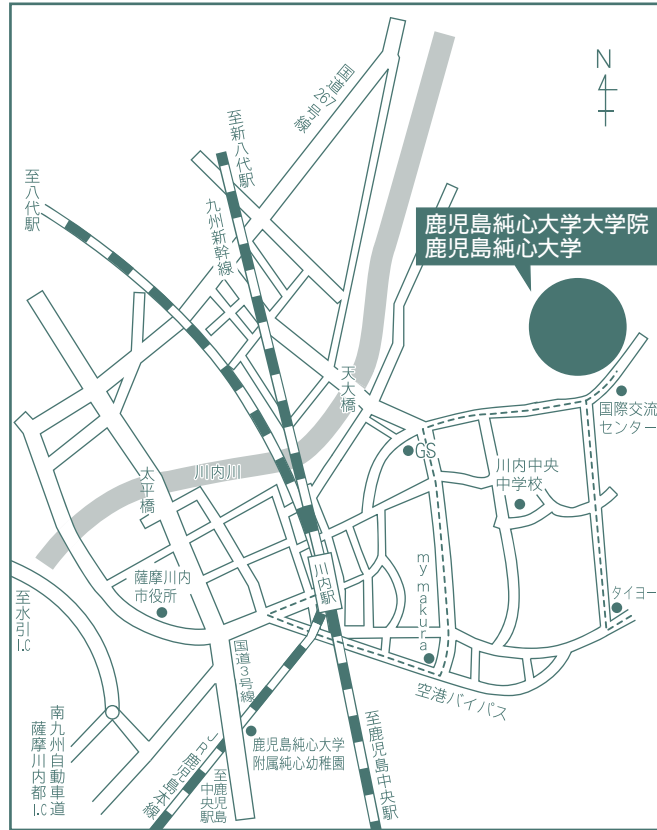 国道267号線
N
至新八代駅
至八代駅
九州新幹線
鹿児島純心大学大学院
鹿児島純心大学
天大橋
国際交流
センター
GS
川内中央
中学校
川内川
太平橋
my makura
川内駅
薩摩川内
市役所
タイヨー
至水引
I.C
国道3号線
空港バイパス
南九州自動車道
薩摩川内都
I.C
鹿児島純心大学
附属純心幼稚園
至鹿児島中央駅
JR鹿児島本線
至鹿児島
中央駅